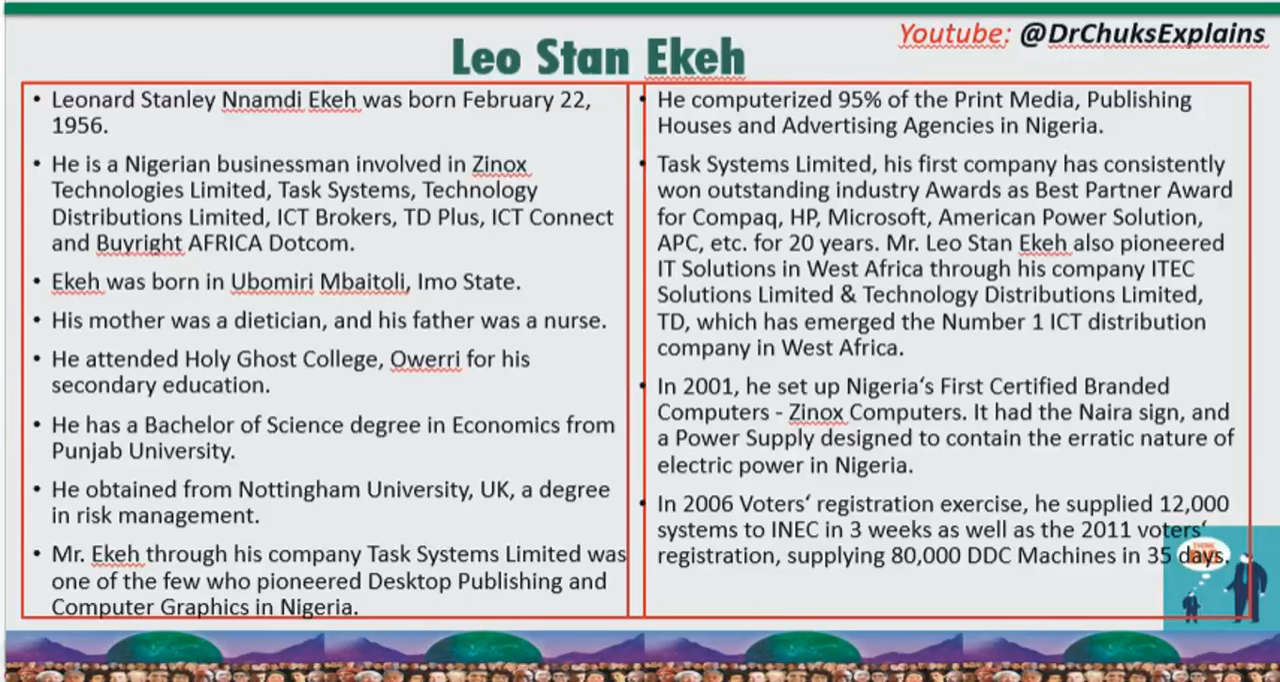 Youtube: @DrChuksExplains
Leo Stan Ekeh
• Leonard Stanley Nnamdi Ekeh was born February 22,
1956.
• He is a Nigerian businessman involved in Zinox
Technologies Limited, Task Systems, Technology
Distributions Limited, ICT Brokers, TD Plus, ICT Connect
and Buyright AFRICA Dotcom.
• Ekeh was born in Ubomiri Mbaitoli, Imo State.
• His mother was a dietician, and his father was a nurse.
• He attended Holy Ghost College, Owerri for his
secondary education.
• He has a Bachelor of Science degree in Economics from
Punjab University.
• He obtained from Nottingham University, UK, a degree
in risk management.
• Mr. Ekeh through his company Task Systems Limited was
one of the few who pioneered Desktop Publishing and
Computer Graphics in Nigeria.
• He computerized 95% of the Print Media, Publishing
Houses and Advertising Agencies in Nigeria.
• Task Systems Limited, his first company has consistently
won outstanding industry Awards as Best Partner Award
for Compaq, HP, Microsoft, American Power Solution,
APC, etc. for 20 years. Mr. Leo Stan Ekeh also pioneered
IT Solutions in West Africa through his company ITEC
Solutions Limited & Technology Distributions Limited,
TD, which has emerged the Number 1 ICT distribution
company in West Africa.
• In 2001, he set up Nigeria‘s First Certified Branded
Computers - Zinox Computers. It had the Naira sign, and
a Power Supply designed to contain the erratic nature of
electric power in Nigeria.
• In 2006 Voters‘ registration exercise, he supplied 12,000
systems to INEC in 3 weeks as well as the 2011 voters‘
registration, supplying 80,000 DDC Machines in 35 days.